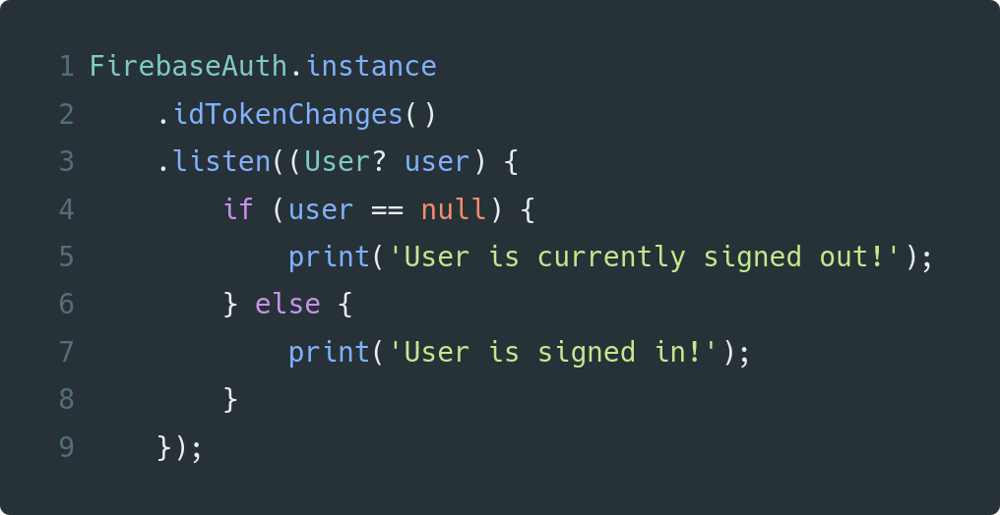 1 FirebaseAuth.instance
2     .idTokenChanges()
3     .listen((User? user) {
4         if (user == null) {
5             print('User is currently signed out!');
6         } else {
7             print('User is signed in!');
8         }
9     });